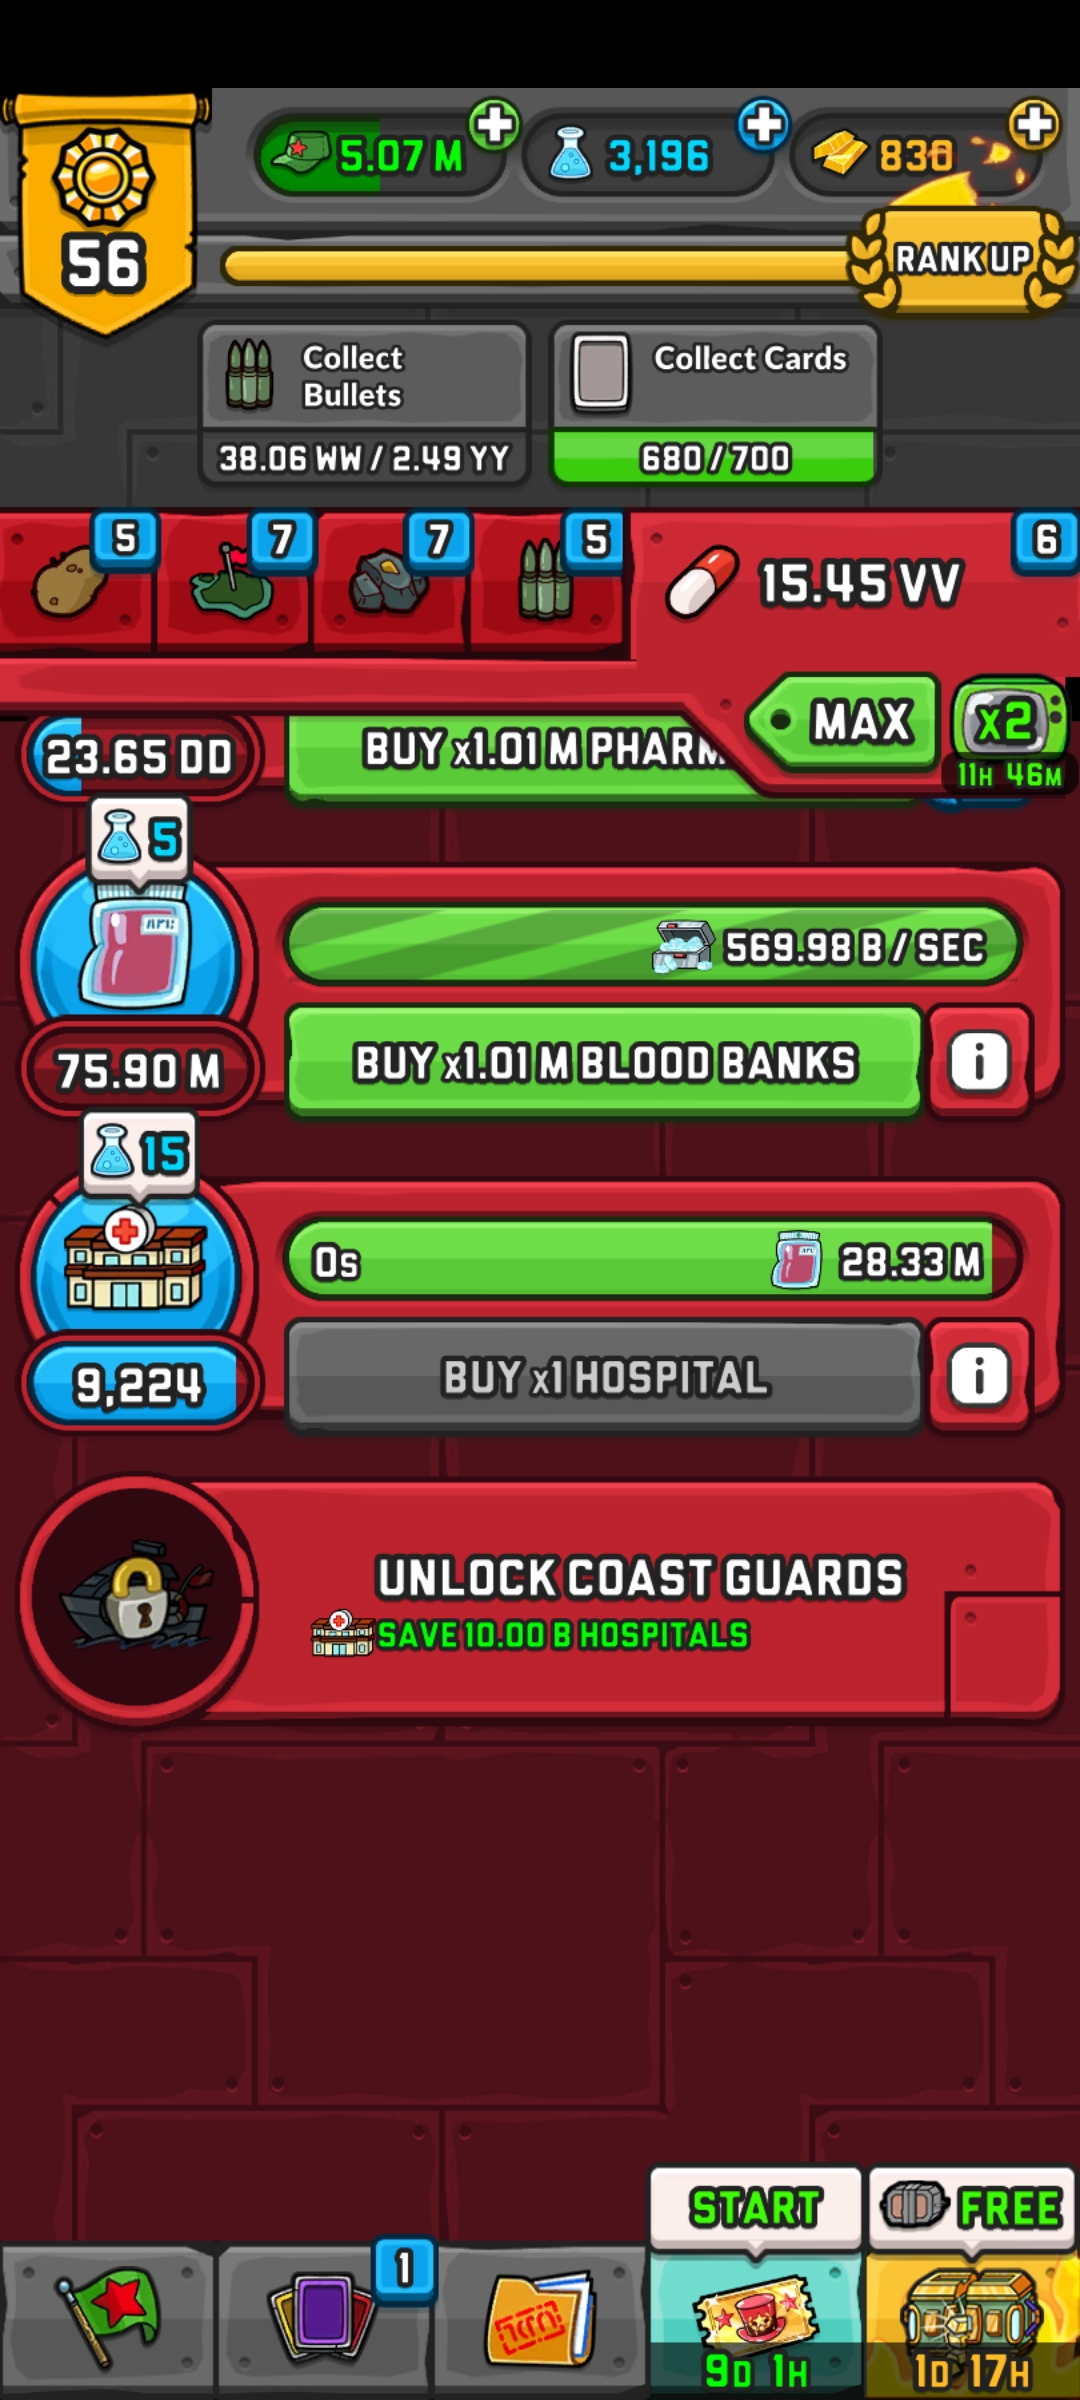 5.07 M
3,196
830
56
RANK UP
Collect
Bullets
Collect Cards
38.06 WW / 2.49 YY
680 / 700
5
7
7
5
6
15.45 VV
MAX
x2
11H 46M
23.65 DD
BUY x1.01 M PHARM
5
569.98 B / SEC
75.90 M
BUY x1.01 M BLOOD BANKS
i
15
0s
28.33 M
9,224
BUY x1 HOSPITAL
i
UNLOCK COAST GUARDS
SAVE 10.00 B HOSPITALS
START
FREE
1
9D 1H
1D 17H